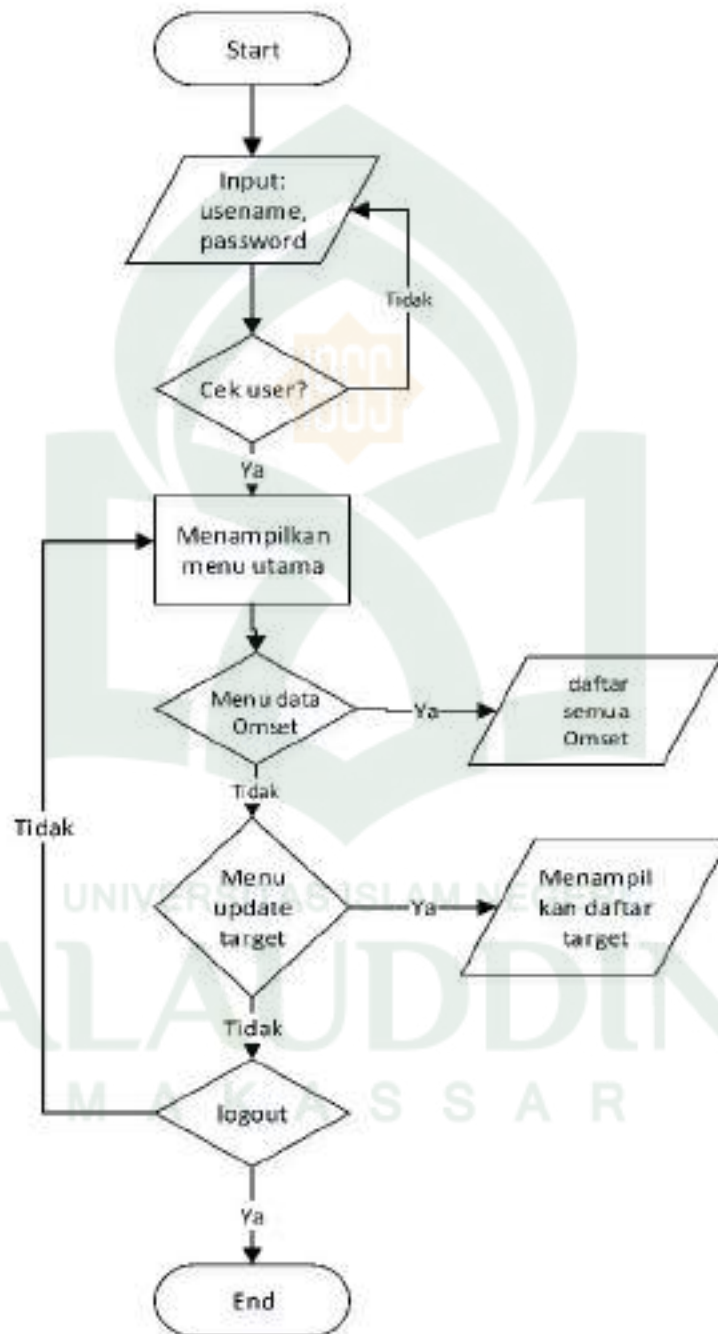 Start
Input:
usename,
password
Tidak
Cek user?
Ya
Menampilkan
menu utama
Menu data
Omset
Ya
daftar
semua
Omset
Tidak
Tidak
Menu
update
target
Ya
Menampil
kan daftar
target
UNIVERSITAS ISLAM NEGERI
ALAUDDIN
Tidak
MAKASSAR
logout
Ya
End